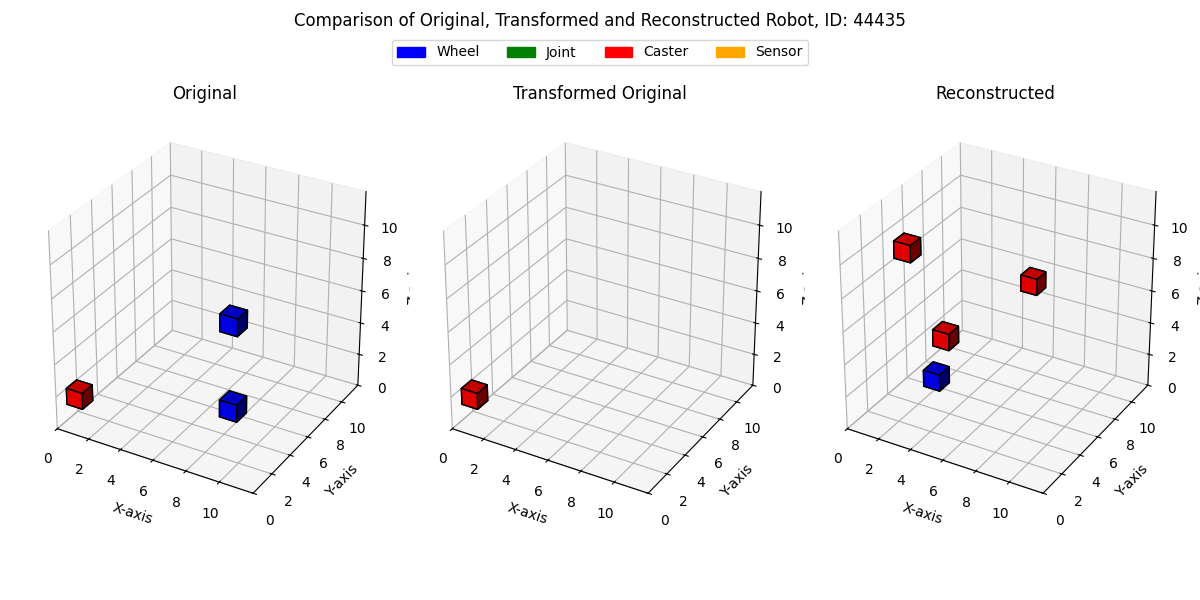 Comparison of Original, Transformed and Reconstructed Robot, ID: 44435
Wheel Joint Caster Sensor
Original
Transformed Original
Reconstructed
0 2 4 6 8 10
X-axis
0 2 4 6 8 10
Y-axis
0 2 4 6 8 10
0 2 4 6 8 10
X-axis
0 2 4 6 8 10
Y-axis
0 2 4 6 8 10
0 2 4 6 8 10
X-axis
0 2 4 6 8 10
Y-axis
0 2 4 6 8 10